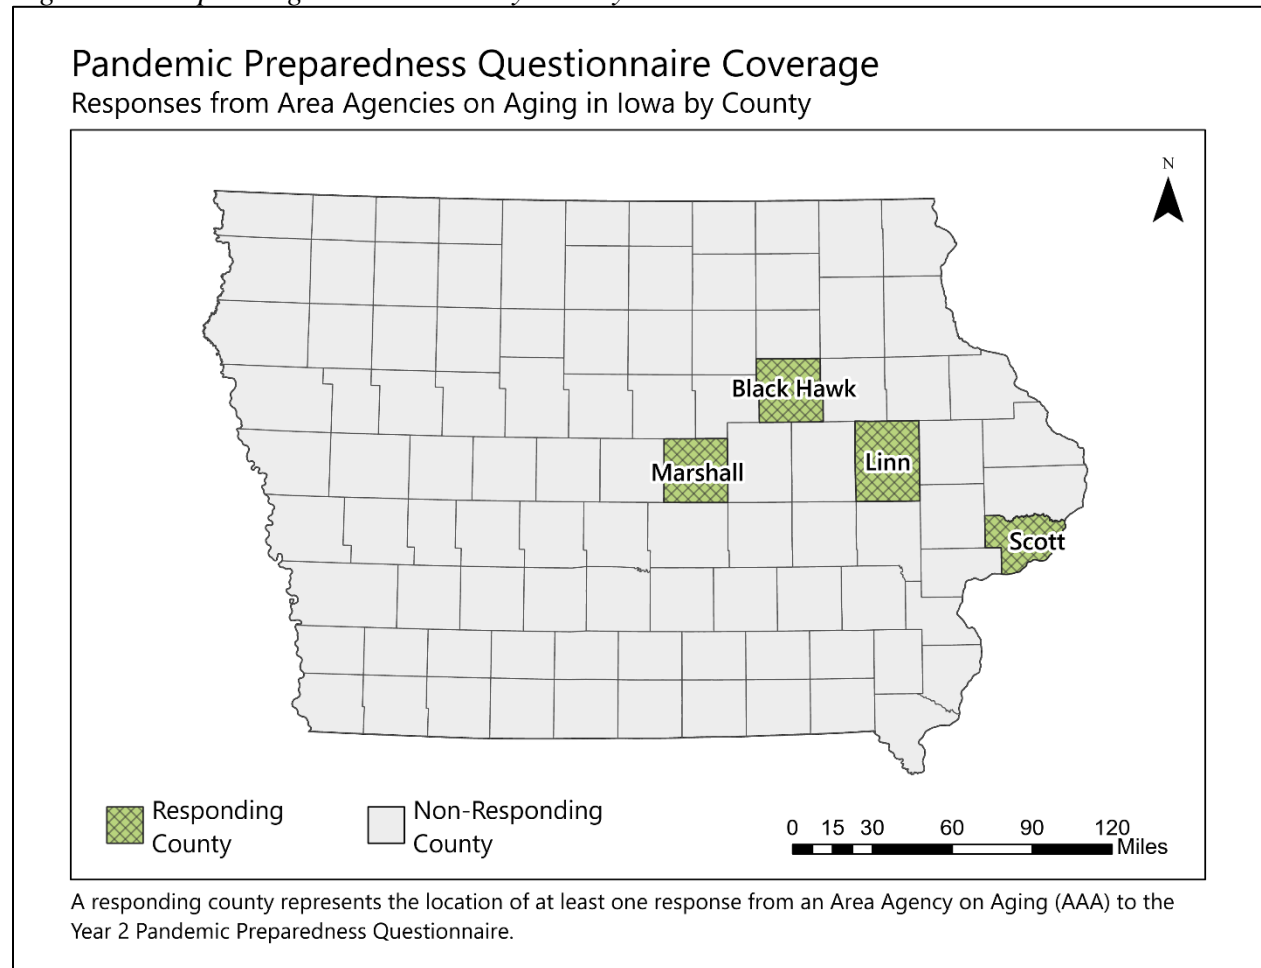 Pandemic Preparedness Questionnaire Coverage
Responses from Area Agencies on Aging in Iowa by County
N
Black Hawk
Linn
Marshall
Scott
Responding
County
Non-Responding
County
0 15 30 60 90 120
Miles
A responding county represents the location of at least one response from an Area Agency on Aging (AAA) to the
Year 2 Pandemic Preparedness Questionnaire.